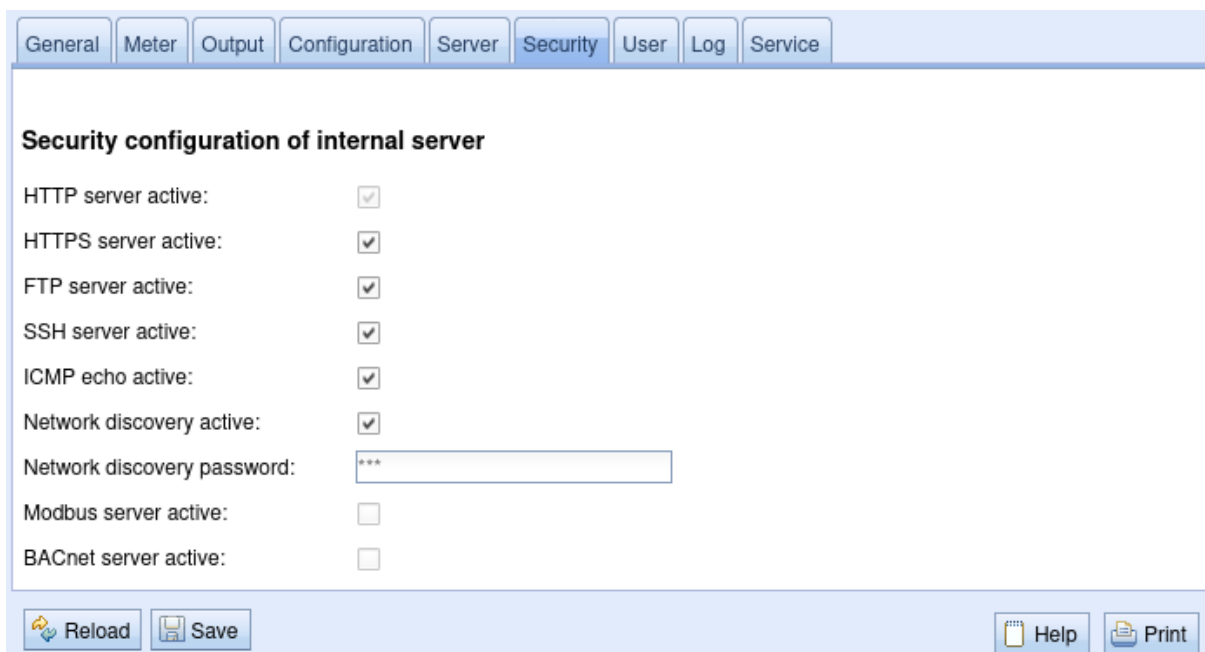 General Meter Output Configuration Server Security User Log Service
Security configuration of internal server
HTTP server active:
HTTPS server active:
FTP server active:
SSH server active:
ICMP echo active:
Network discovery active:
Network discovery password: ***
Modbus server active:
BACnet server active:
Reload Save Help Print